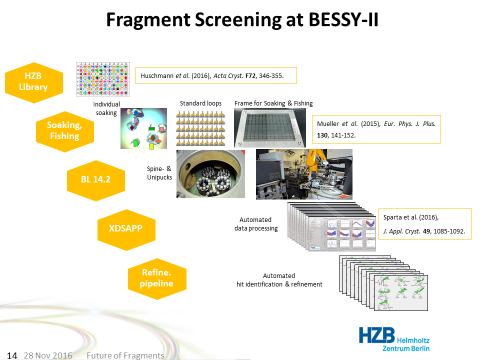 Fragment Screening at BESSY-II
HZB
Library
Huschmann et al. (2016), Acta Cryst. F72, 346-355.
Individual
soaking
Standard loops
Frame for Soaking & Fishing
Soaking,
Fishing
Mueller et al. (2015), Eur. Phys. J. Plus.
130, 141-152.
BL 14.2
Spine- &
Unipucks
XDSAPP
Automated
data processing
Sparta et al. (2016),
J. Appl. Cryst. 49, 1085-1092.
Refine.
pipeline
Automated
hit identification & refinement
HZB Helmholtz
Zentrum Berlin
14 28 Nov 2016 Future of Fragments